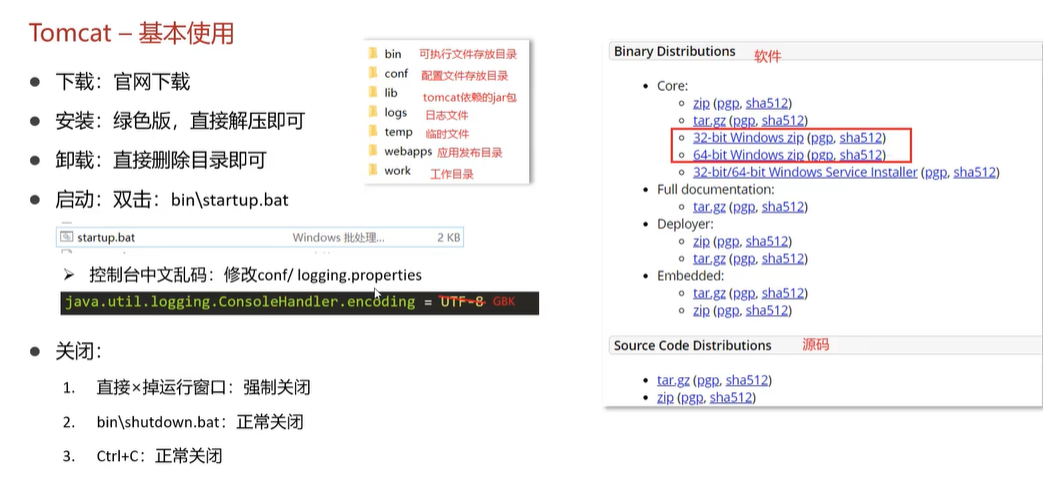 Tomcat – 基本使用
下载：官网下载
安装：绿色版，直接解压即可
卸载：直接删除目录即可
启动：双击：bin\startup.bat
bin 可执行文件存放目录
conf 配置文件存放目录
lib tomcat依赖的jar包
logs 日志文件
temp 临时文件
webapps 应用发布目录
work 工作目录
startup.bat Windows 批处理... 2 KB
控制台中文乱码：修改conf/ logging.properties
java.util.logging.ConsoleHandler.encoding = UTF-8 GBK
关闭：
1. 直接×掉运行窗口：强制关闭
2. bin\shutdown.bat：正常关闭
3. Ctrl+C：正常关闭
Binary Distributions 软件
Core:
zip (pgp, sha512)
tar.gz (pgp, sha512)
32-bit Windows zip (pgp, sha512)
64-bit Windows zip (pgp, sha512)
32-bit/64-bit Windows Service Installer (pgp, sha512)
Full documentation:
tar.gz (pgp, sha512)
Deployer:
zip (pgp, sha512)
tar.gz (pgp, sha512)
Embedded:
tar.gz (pgp, sha512)
zip (pgp, sha512)
Source Code Distributions 源码
tar.gz (pgp, sha512)
zip (pgp, sha512)